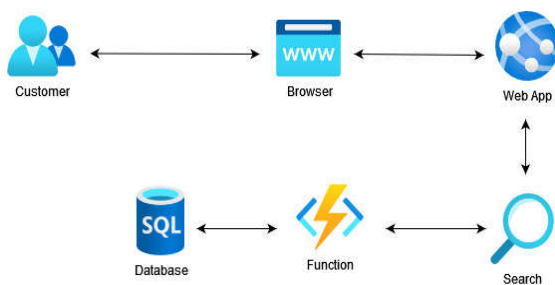 www
Customer
Browser
Web App
SQL
Database
Function
Search